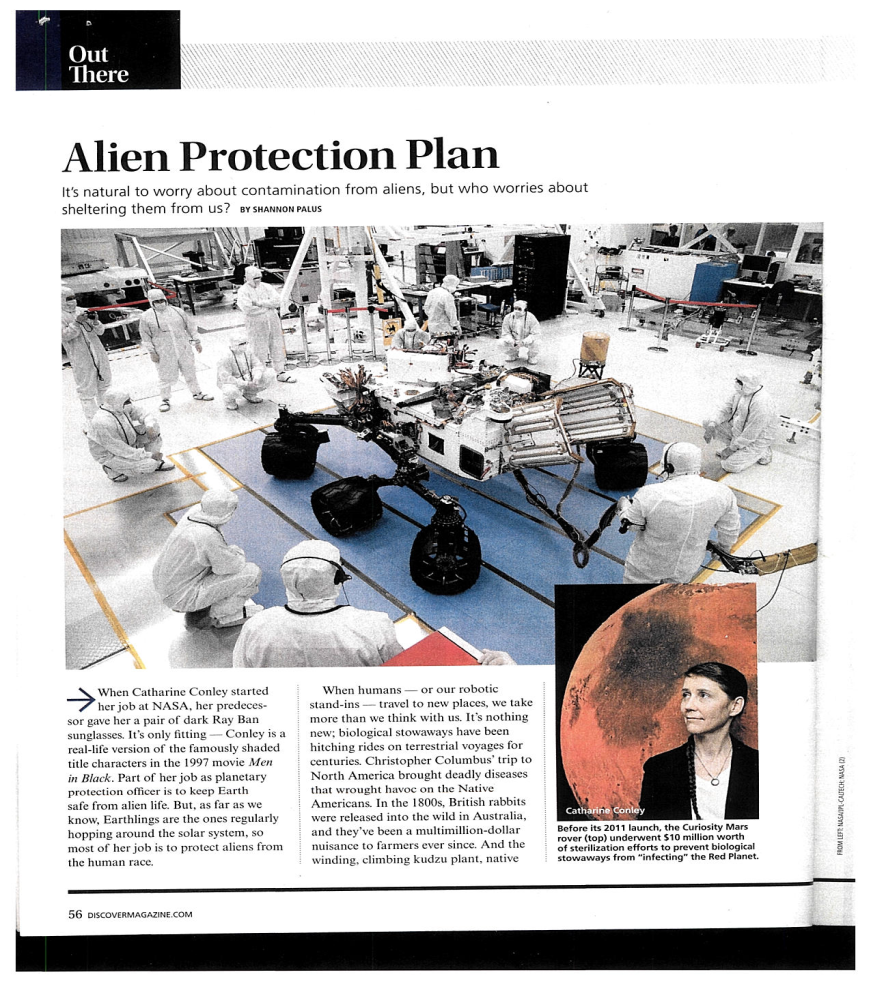 Out
There
Alien Protection Plan
It's natural to worry about contamination from aliens, but who worries about
sheltering them from us? BY SHANNON PALUS
When Catharine Conley started
her job at NASA, her predeces-
sor gave her a pair of dark Ray Ban
sunglasses. It's only fitting — Conley is a
real-life version of the famously shaded
title characters in the 1997 movie Men
in Black. Part of her job as planetary
protection officer is to keep Earth
safe from alien life. But, as far as we
know, Earthlings are the ones regularly
hopping around the solar system, so
most of her job is to protect aliens from
the human race.
When humans — or our robotic
stand-ins — travel to new places, we take
more than we think with us. It's nothing
new; biological stowaways have been
hitching rides on terrestrial voyages for
centuries. Christopher Columbus' trip to
North America brought deadly diseases
that wrought havoc on the Native
Americans. In the 1800s, British rabbits
were released into the wild in Australia,
and they've been a multimillion-dollar
nuisance to farmers ever since. And the
winding, climbing kudzu plant, native
Catharine Conley
Before its 2011 launch, the Curiosity Mars
rover (top) underwent $10 million worth
of sterilization efforts to prevent biological
stowaways from "infecting" the Red Planet.
FROM LEFT: NASA/JPL-CALTECH; NASA (2)
56 DISCOVERMAGAZINE.COM